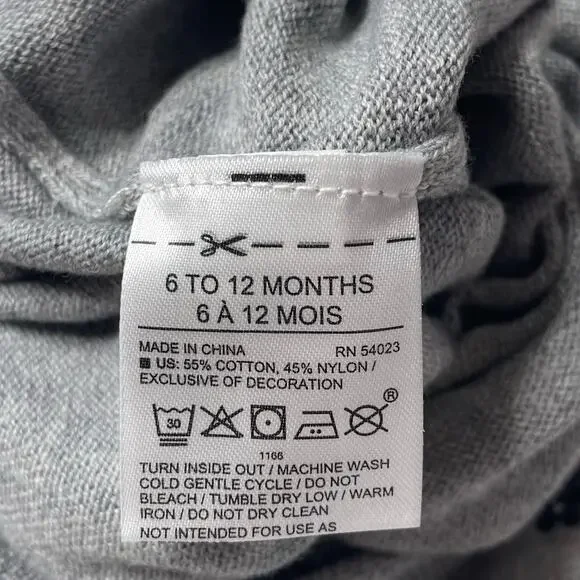 6 TO 12 MONTHS
6 À 12 MOIS
MADE IN CHINA RN 54023
US: 55% COTTON, 45% NYLON /
EXCLUSIVE OF DECORATION
30 ®
1166
TURN INSIDE OUT / MACHINE WASH
COLD GENTLE CYCLE / DO NOT
BLEACH / TUMBLE DRY LOW / WARM
IRON / DO NOT DRY CLEAN
NOT INTENDED FOR USE AS